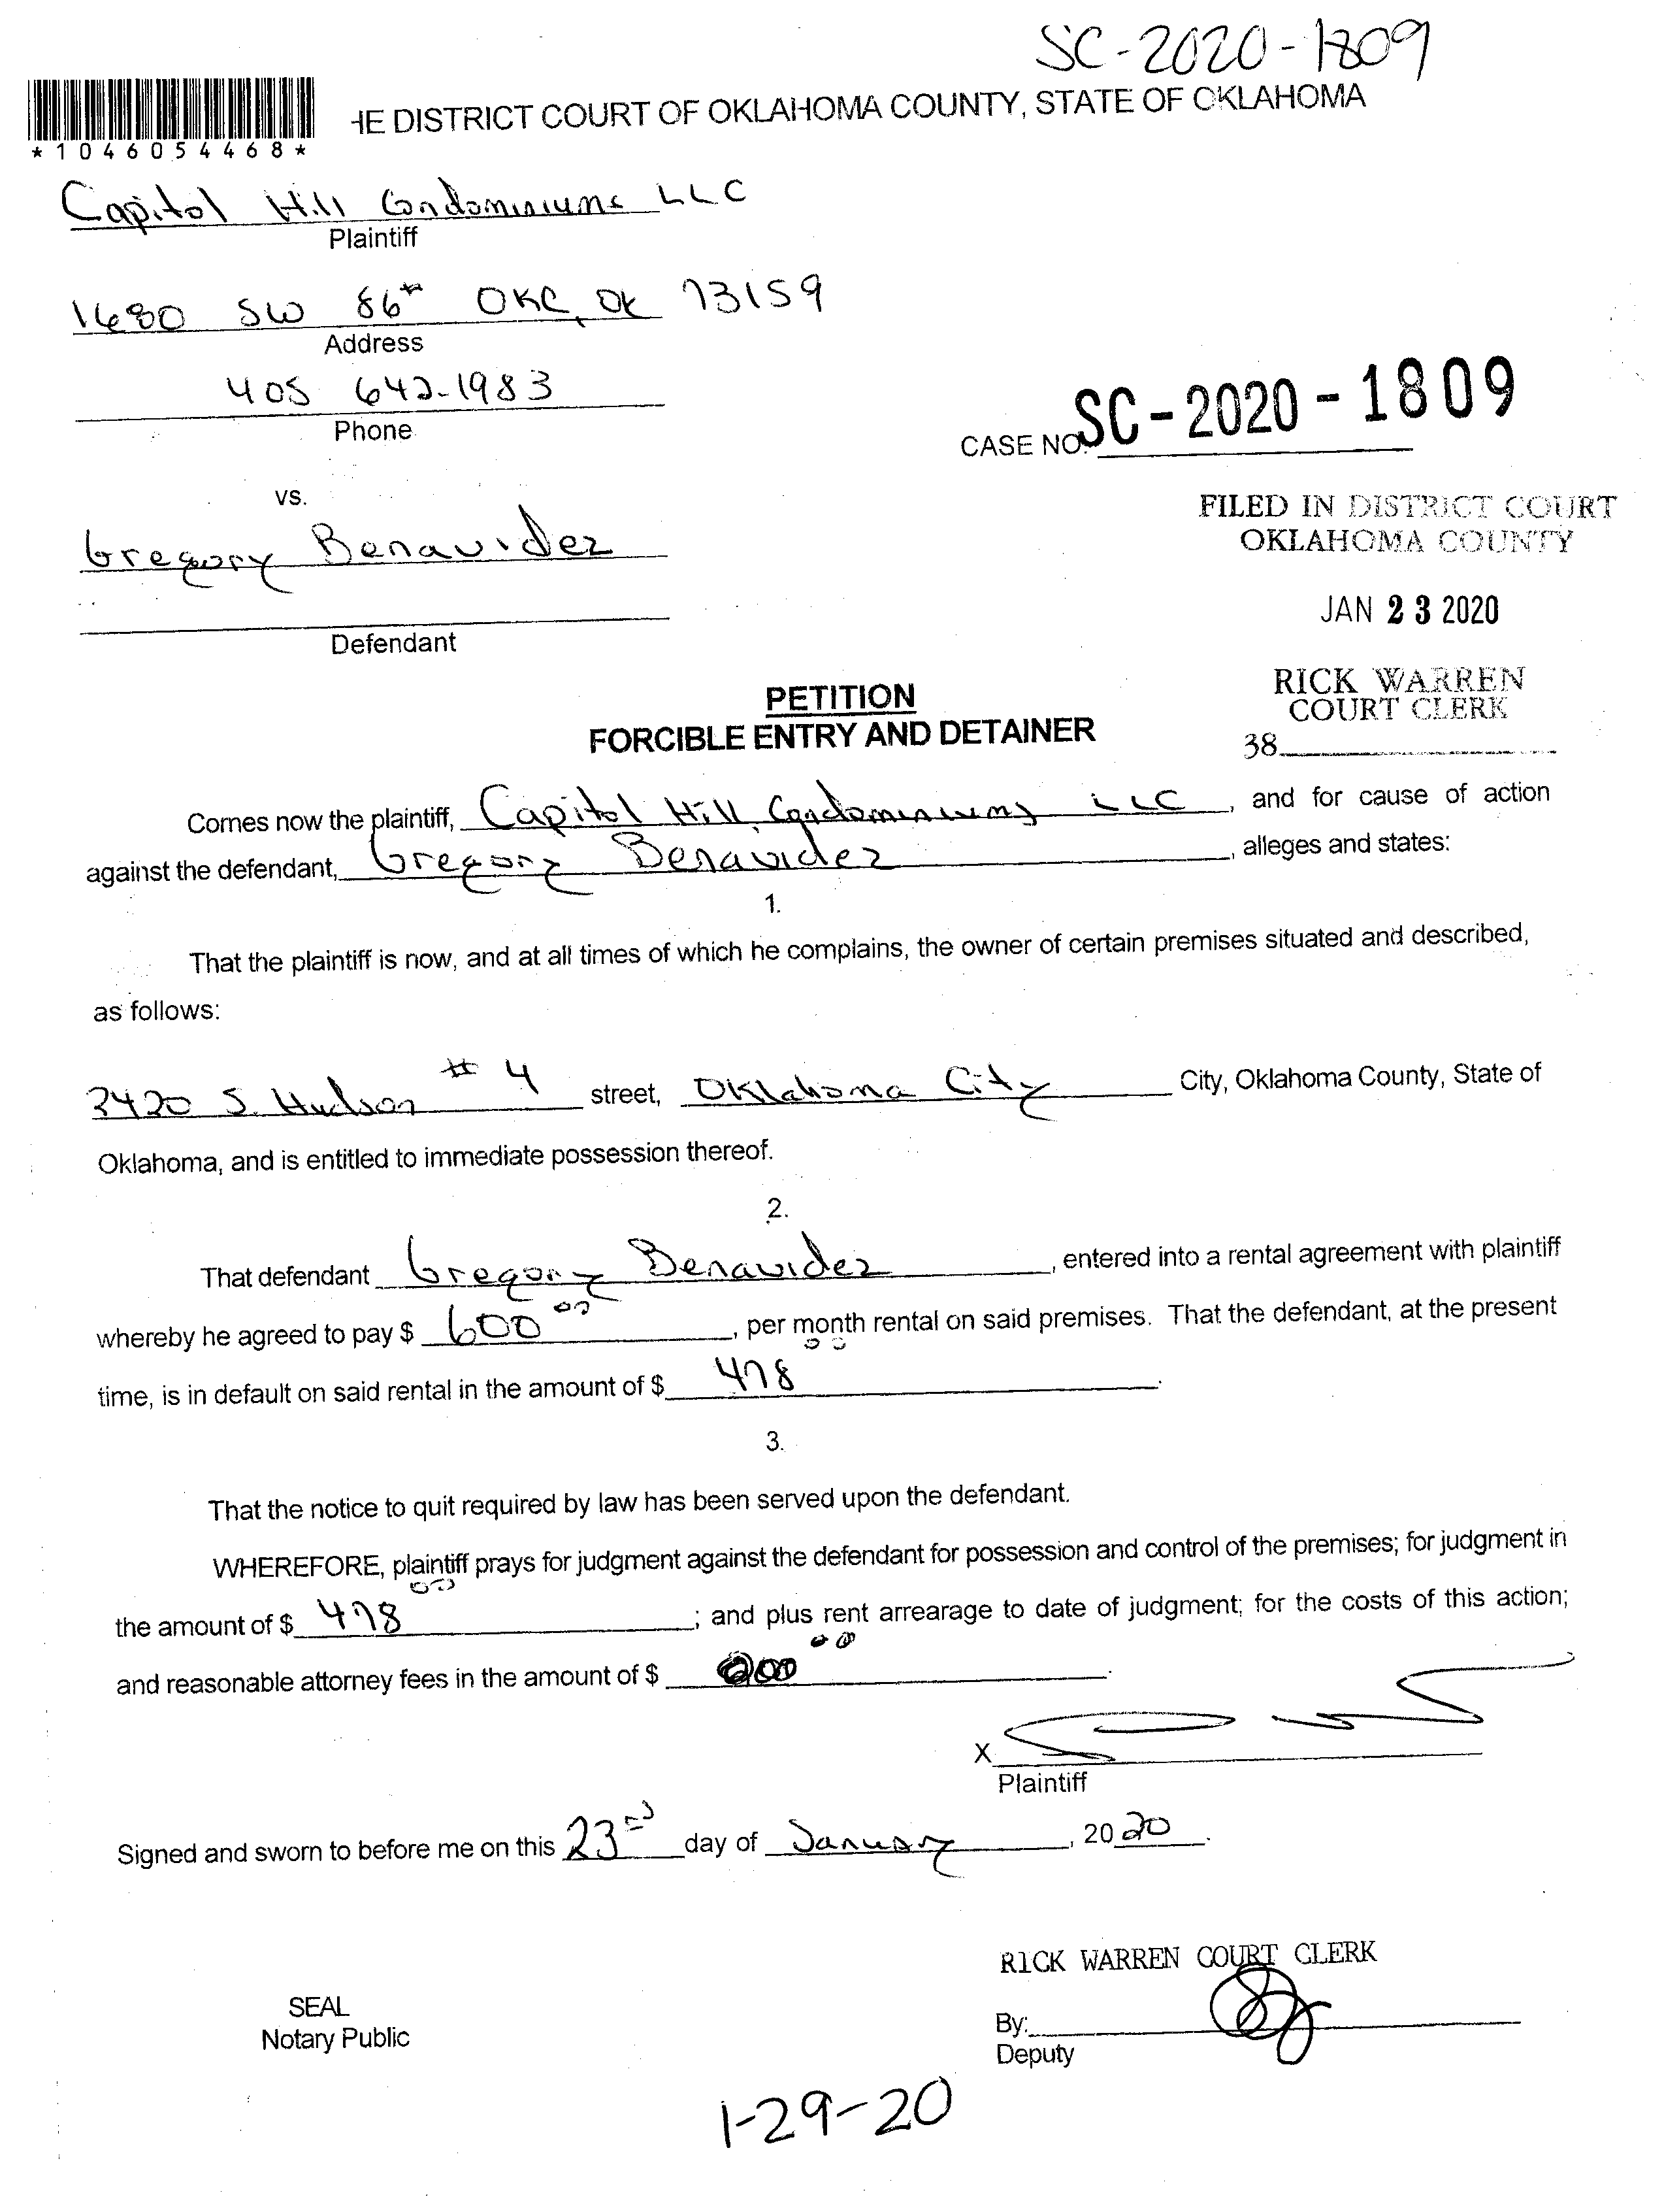 SC-2020-1809
HE DISTRICT COURT OF OKLAHOMA COUNTY, STATE OF OKLAHOMA
*1046054468*
Capitol Hill Condominiums LLC
Plaintiff
1680 SW 86th OKC, OK 73159
Address
405 642-1983
Phone
CASE NO. SC-2020-1809
vs.
FILED IN DISTRICT COURT
OKLAHOMA COUNTY
Gregory Benavidez
JAN 23 2020
Defendant
RICK WARREN
COURT CLERK
PETITION
FORCIBLE ENTRY AND DETAINER
38
Comes now the plaintiff, Capitol Hill Condominiums LLC, and for cause of action
against the defendant, Gregory Benavidez, alleges and states:
1.
That the plaintiff is now, and at all times of which he complains, the owner of certain premises situated and described,
as follows:
3420 S. Hudson #4 street, Oklahoma City City, Oklahoma County, State of
Oklahoma, and is entitled to immediate possession thereof.
2.
That defendant Gregory Benavidez, entered into a rental agreement with plaintiff
whereby he agreed to pay $ 600 00, per month rental on said premises. That the defendant, at the present
time, is in default on said rental in the amount of $ 478 00.
3.
That the notice to quit required by law has been served upon the defendant.
WHEREFORE, plaintiff prays for judgment against the defendant for possession and control of the premises; for judgment in
the amount of $ 478 00; and plus rent arrearage to date of judgment; for the costs of this action;
and reasonable attorney fees in the amount of $ 00.
X
Plaintiff
Signed and sworn to before me on this 23rd day of January, 2020.
RICK WARREN COURT CLERK
SEAL
Notary Public
By:
Deputy
1-29-20